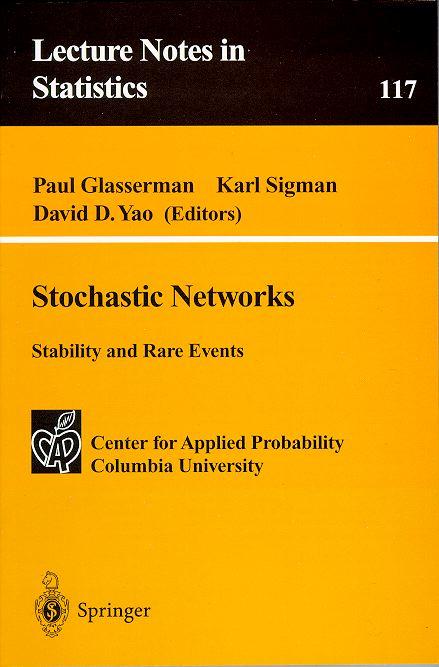 Lecture Notes in
Statistics
117
Paul Glasserman Karl Sigman
David D. Yao (Editors)
Stochastic Networks
Stability and Rare Events
CAP
Center for Applied Probability
Columbia University
Springer